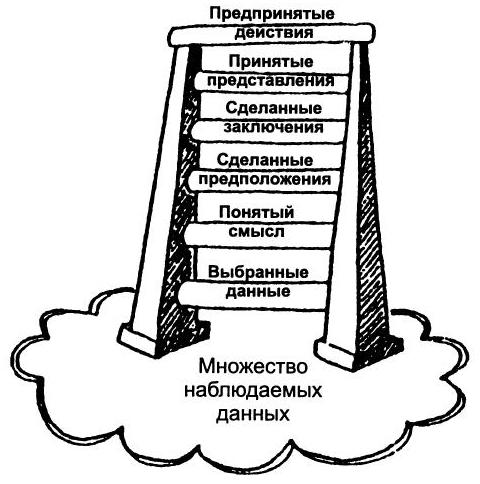 Предпринятые
действия
Принятые
представления
Сделанные
заключения
Сделанные
предположения
Понятый
смысл
Выбранные
данные
Множество
наблюдаемых
данных